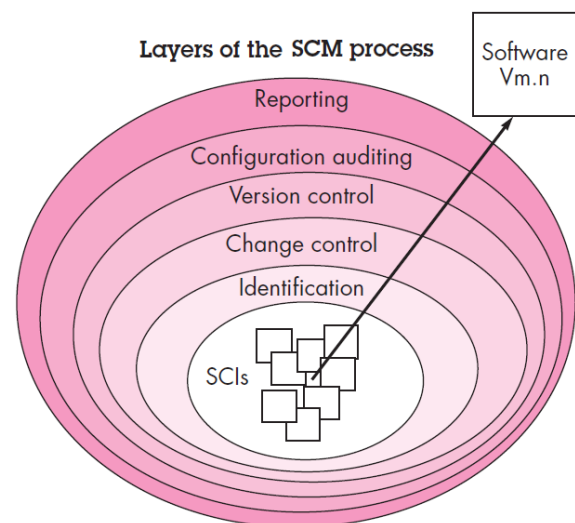 Layers of the SCM process
Software
Vm.n
Reporting
Configuration auditing
Version control
Change control
Identification
SCIs